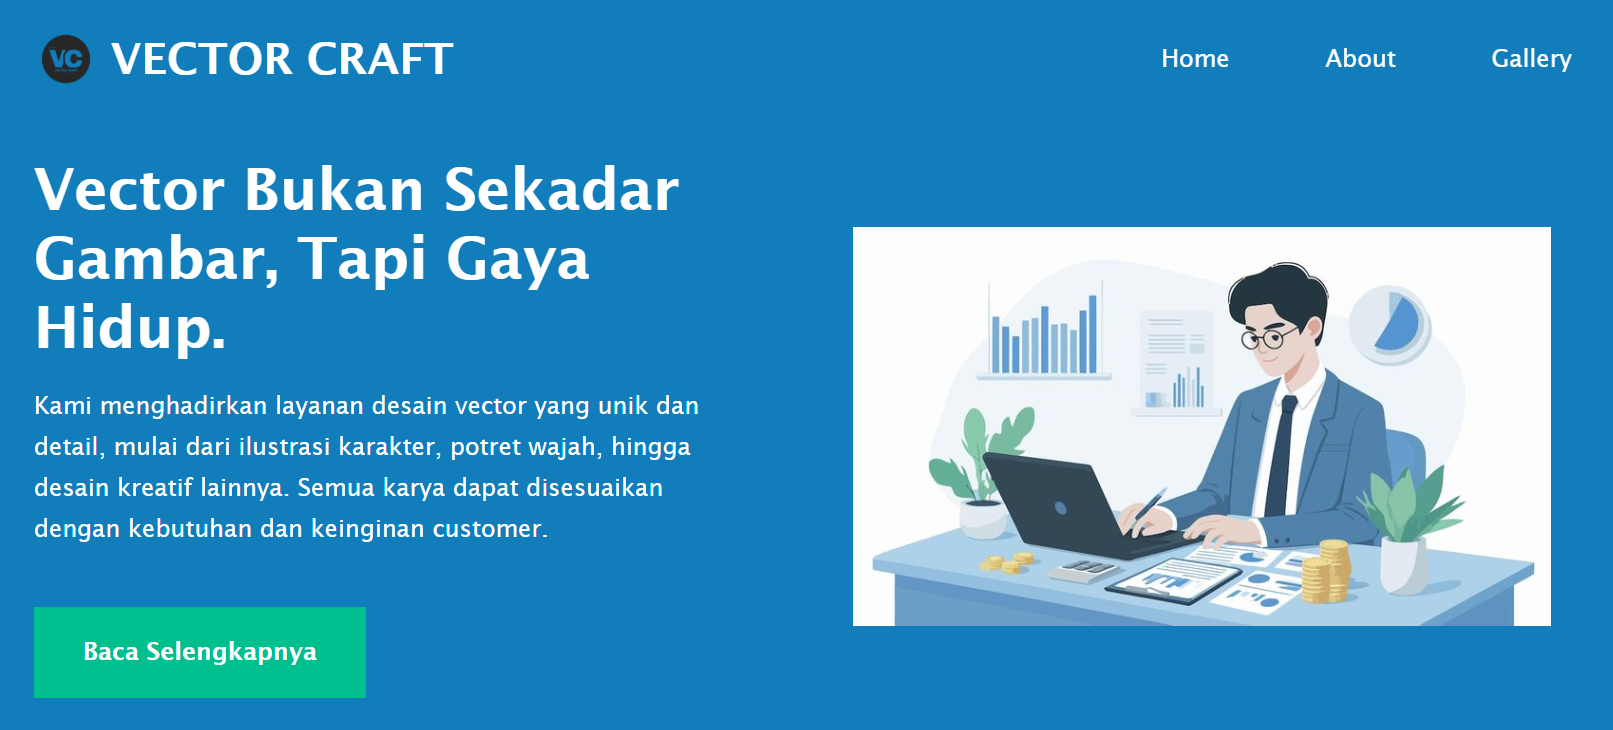 VC
VECTOR CRAFT
Home
About
Gallery
Vector Bukan Sekadar
Gambar, Tapi Gaya
Hidup.
Kami menghadirkan layanan desain vector yang unik dan
detail, mulai dari ilustrasi karakter, potret wajah, hingga
desain kreatif lainnya. Semua karya dapat disesuaikan
dengan kebutuhan dan keinginan customer.
Baca Selengkapnya